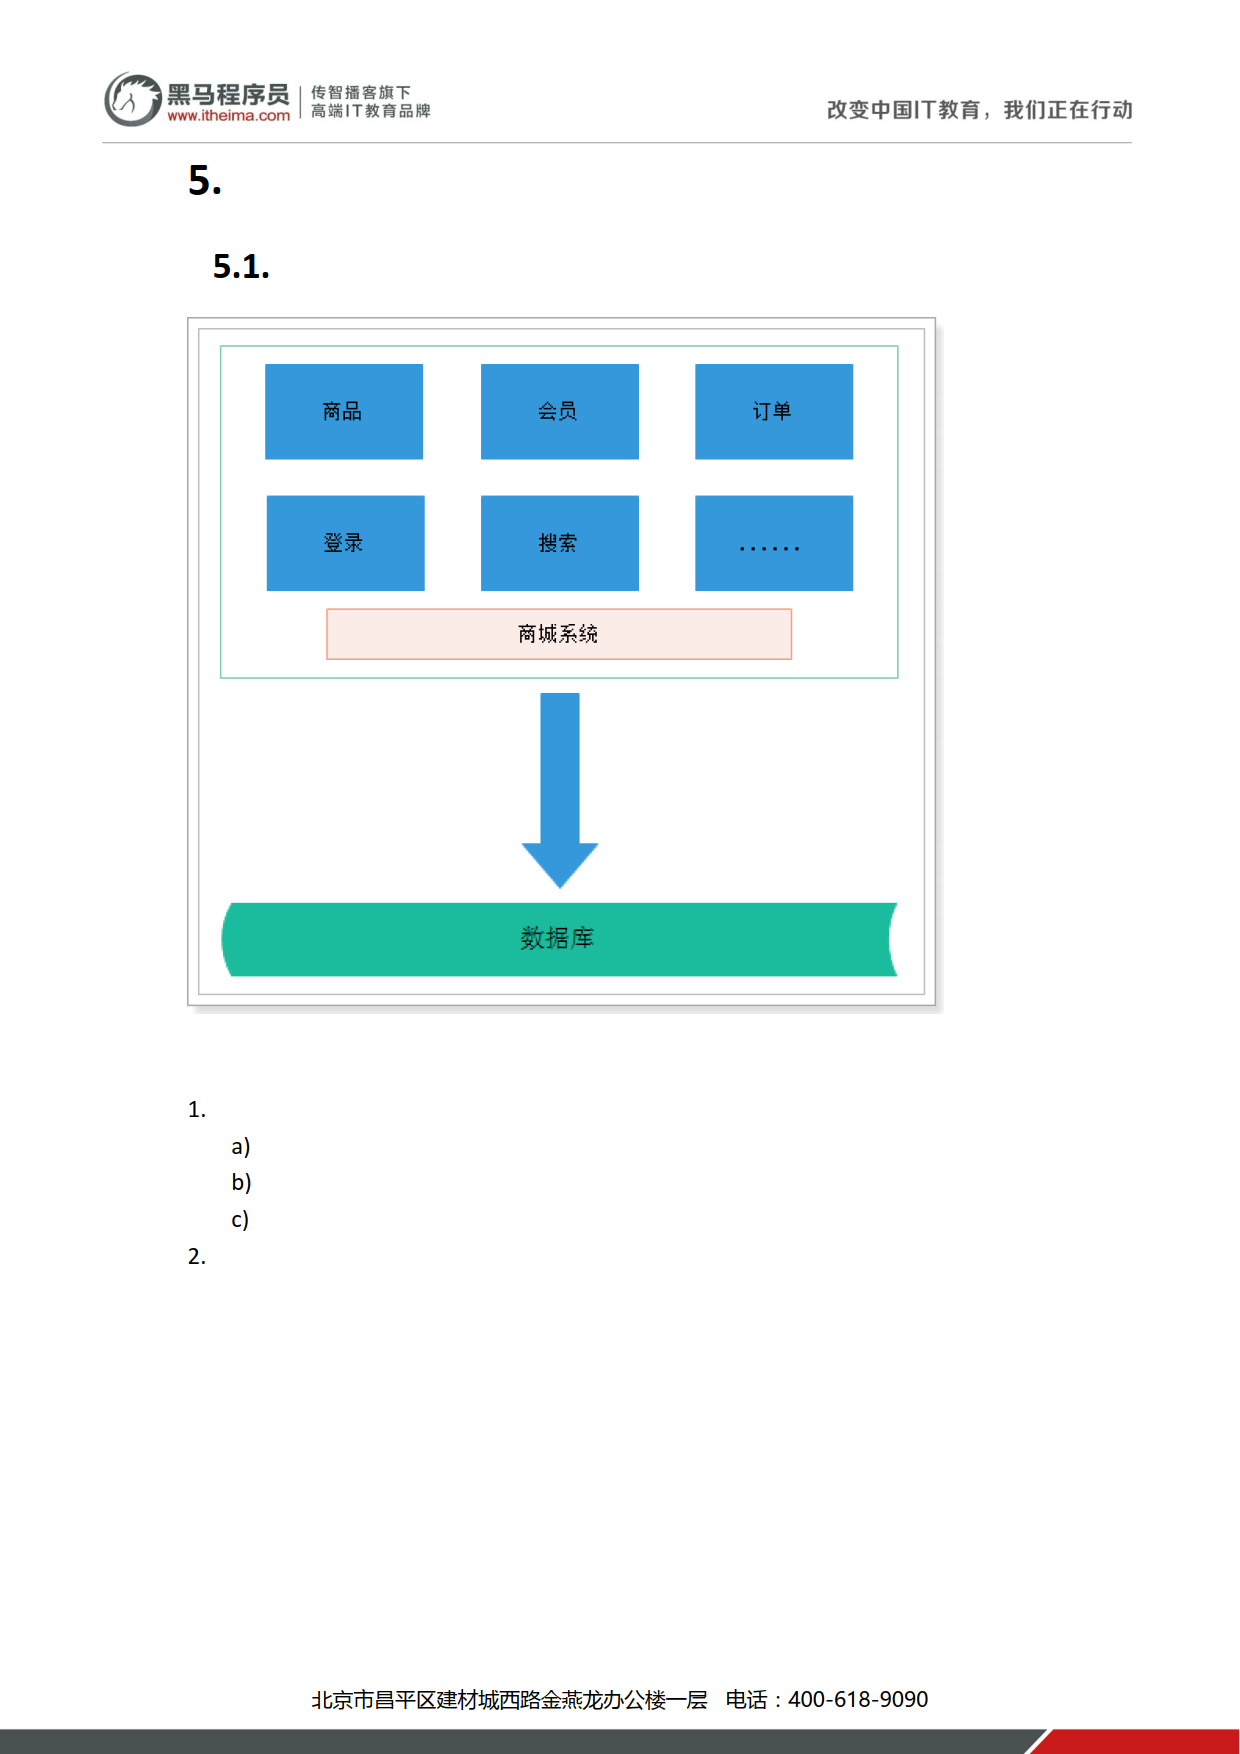 黑马程序员
www.itheima.com
传智播客旗下
高端IT教育品牌
改变中国IT教育，我们正在行动
5.
5.1.
商品 会员 订单
登录 搜索 ......
商城系统
数据库
1.
a)
b)
c)
2.
北京市昌平区建材城西路金燕龙办公楼一层 电话：400-618-9090